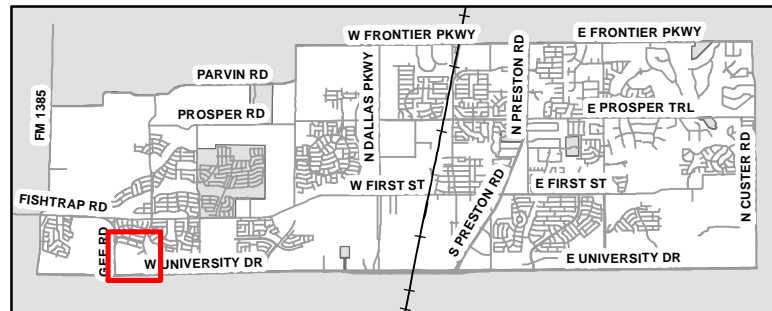 W FRONTIER PKWY
E FRONTIER PKWY
PARVIN RD
FM 1385
PROSPER RD
N DALLAS PKWY
N PRESTON RD
E PROSPER TRL
W FIRST ST
S PRESTON RD
E FIRST ST
N CUSTER RD
FISHTRAP RD
GEE RD
W UNIVERSITY DR
E UNIVERSITY DR